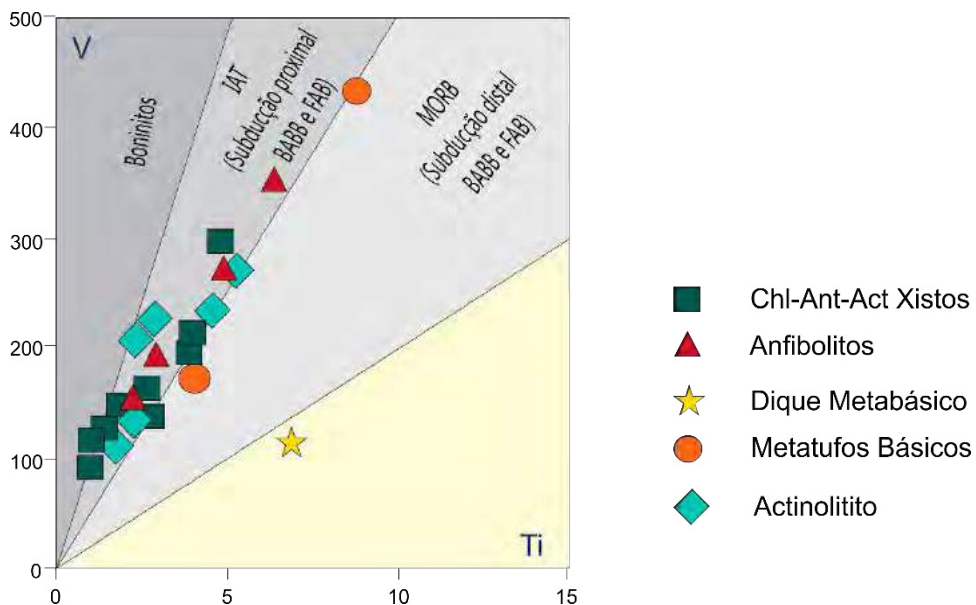 500
400
300
200
100
0
0
5
10
15
V
Ti
Boninitos
IAT
(Subducção proximal
BABB e FAB)
MORB
(Subducção distal
BABB e FAB)
Chl-Ant-Act Xistos
Anfibolitos
Dique Metabásico
Metatufos Básicos
Actinolitito